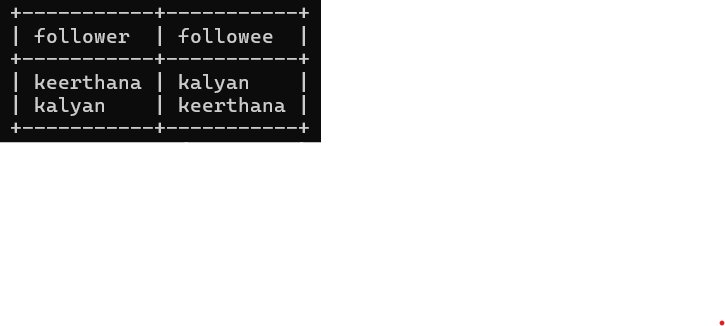 +-----------+-----------+
| follower  | followee  |
+-----------+-----------+
| keerthana | kalyan    |
| kalyan    | keerthana |
+-----------+-----------+